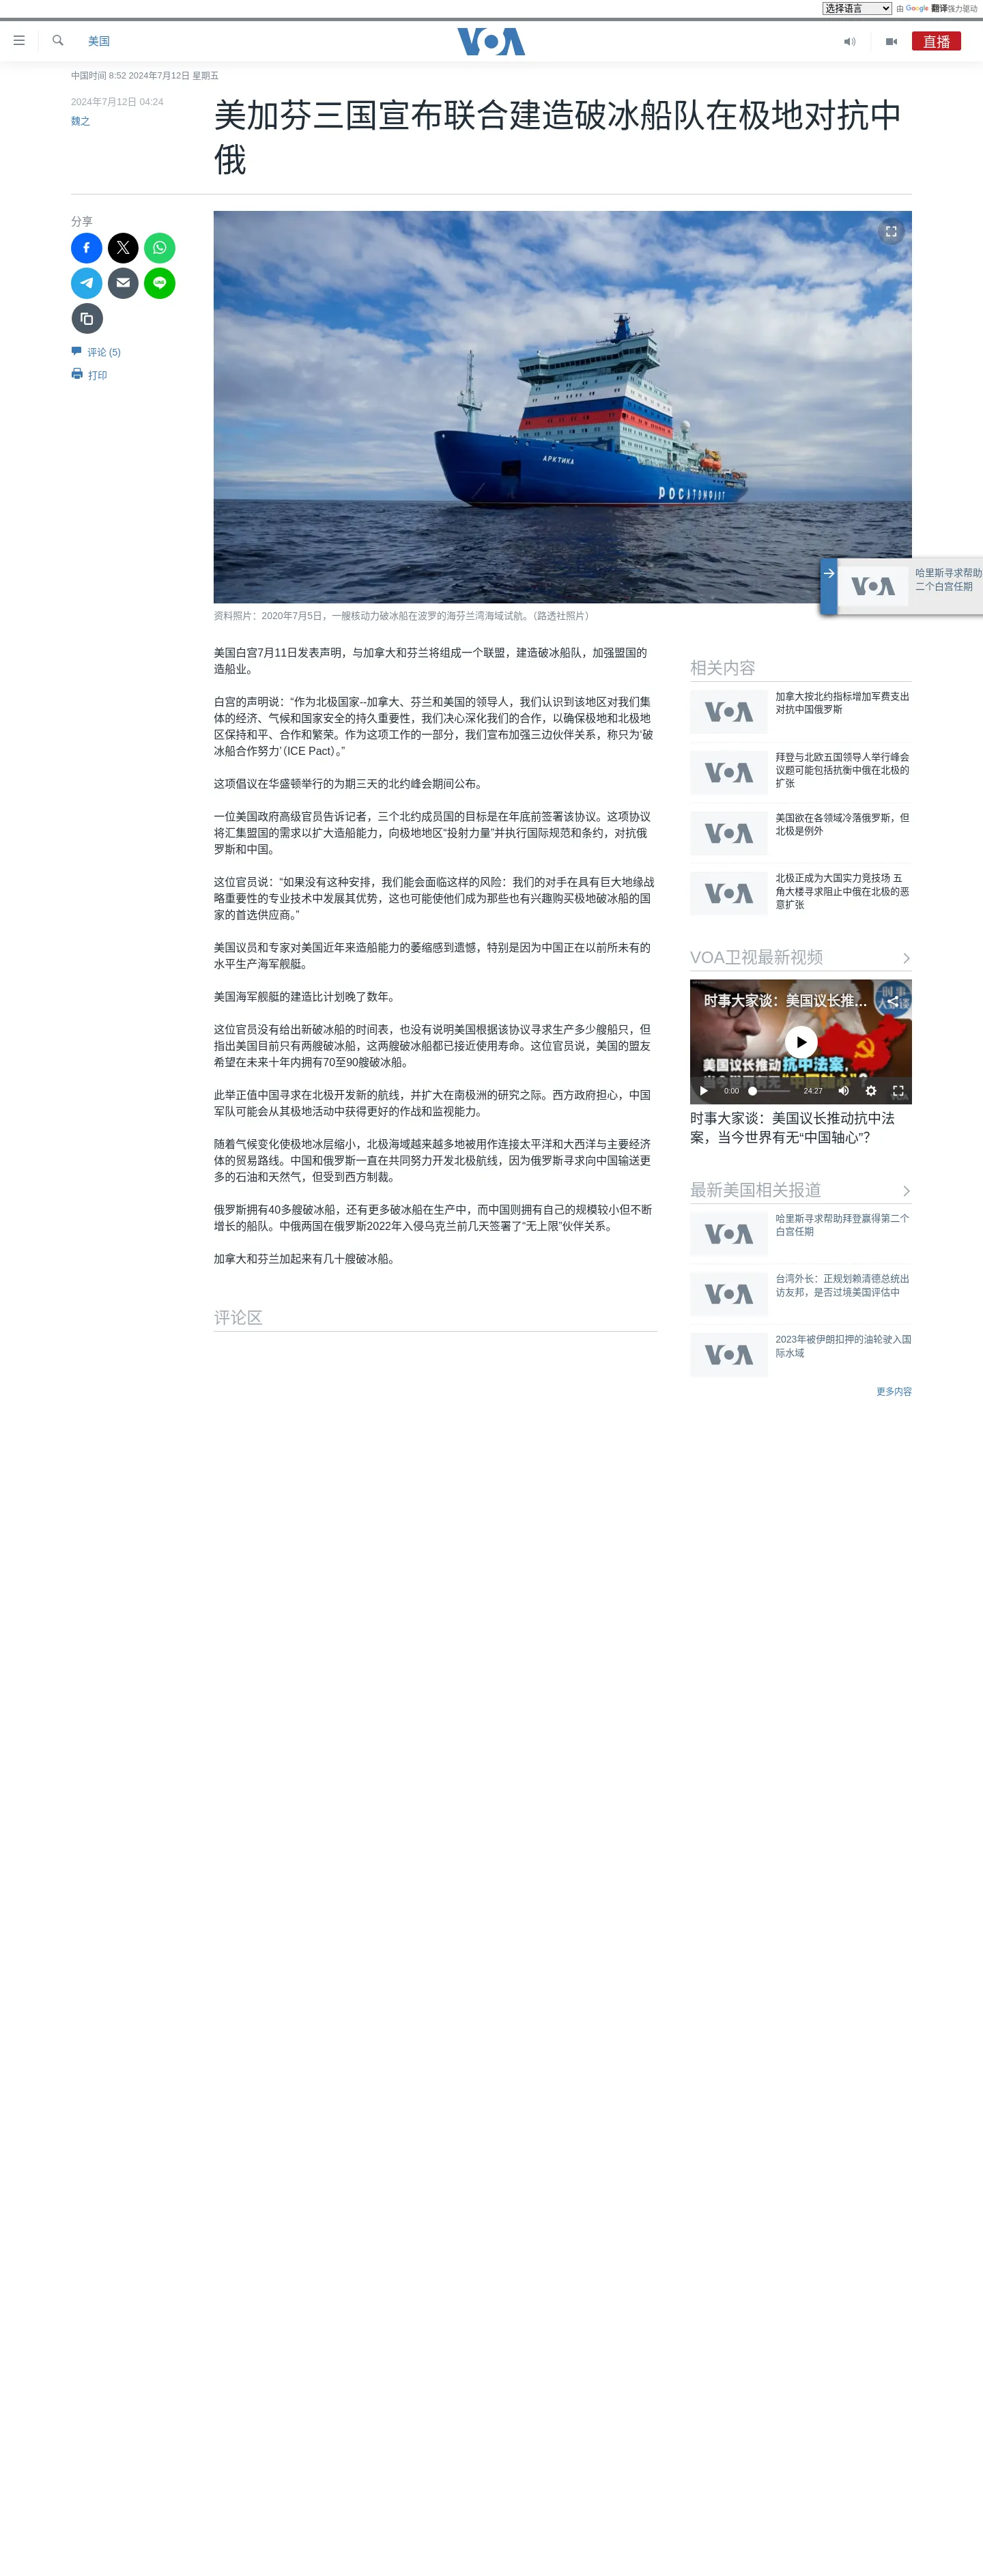 选择语言
由 Google 翻译强力驱动
美国
VOA
直播
中国时间 8:52 2024年7月12日 星期五
2024年7月12日 04:24
魏之
美加芬三国宣布联合建造破冰船队在极地对抗中
俄
分享
LINE
评论 (5)
打印
АРКТИКА
РОСАТОМФЛОТ
哈里斯寻求帮助
二个白宫任期
VOA
资料照片：2020年7月5日，一艘核动力破冰船在波罗的海芬兰湾海域试航。（路透社照片）
美国白宫7月11日发表声明，与加拿大和芬兰将组成一个联盟，建造破冰船队，加强盟国的
造船业。
白宫的声明说：“作为北极国家--加拿大、芬兰和美国的领导人，我们认识到该地区对我们集
体的经济、气候和国家安全的持久重要性，我们决心深化我们的合作，以确保极地和北极地
区保持和平、合作和繁荣。作为这项工作的一部分，我们宣布加强三边伙伴关系，称只为‘破
冰船合作努力’（ICE Pact）。”
这项倡议在华盛顿举行的为期三天的北约峰会期间公布。
一位美国政府高级官员告诉记者，三个北约成员国的目标是在年底前签署该协议。这项协议
将汇集盟国的需求以扩大造船能力，向极地地区“投射力量”并执行国际规范和条约，对抗俄
罗斯和中国。
这位官员说：“如果没有这种安排，我们能会面临这样的风险：我们的对手在具有巨大地缘战
略重要性的专业技术中发展其优势，这也可能使他们成为那些也有兴趣购买极地破冰船的国
家的首选供应商。”
美国议员和专家对美国近年来造船能力的萎缩感到遗憾，特别是因为中国正在以前所未有的
水平生产海军舰艇。
美国海军舰艇的建造比计划晚了数年。
这位官员没有给出新破冰船的时间表，也没有说明美国根据该协议寻求生产多少艘船只，但
指出美国目前只有两艘破冰船，这两艘破冰船都已接近使用寿命。这位官员说，美国的盟友
希望在未来十年内拥有70至90艘破冰船。
此举正值中国寻求在北极开发新的航线，并扩大在南极洲的研究之际。西方政府担心，中国
军队可能会从其极地活动中获得更好的作战和监视能力。
随着气候变化使极地冰层缩小，北极海域越来越多地被用作连接太平洋和大西洋与主要经济
体的贸易路线。中国和俄罗斯一直在共同努力开发北极航线，因为俄罗斯寻求向中国输送更
多的石油和天然气，但受到西方制裁。
俄罗斯拥有40多艘破冰船，还有更多破冰船在生产中，而中国则拥有自己的规模较小但不断
增长的船队。中俄两国在俄罗斯2022年入侵乌克兰前几天签署了“无上限”伙伴关系。
加拿大和芬兰加起来有几十艘破冰船。
评论区
相关内容
VOA
加拿大按北约指标增加军费支出
对抗中国俄罗斯
VOA
拜登与北欧五国领导人举行峰会
议题可能包括抗衡中俄在北极的
扩张
VOA
美国欲在各领域冷落俄罗斯，但
北极是例外
VOA
北极正成为大国实力竞技场 五
角大楼寻求阻止中俄在北极的恶
意扩张
VOA卫视最新视频
时事大家谈：美国议长推…
美国议长推动抗中法案，
当今世界有无“中国轴心”？
0:00
24:27
时事大家谈：美国议长推动抗中法
案，当今世界有无“中国轴心”？
最新美国相关报道
VOA
哈里斯寻求帮助拜登赢得第二个
白宫任期
VOA
台湾外长：正规划赖清德总统出
访友邦，是否过境美国评估中
VOA
2023年被伊朗扣押的油轮驶入国
际水域
更多内容